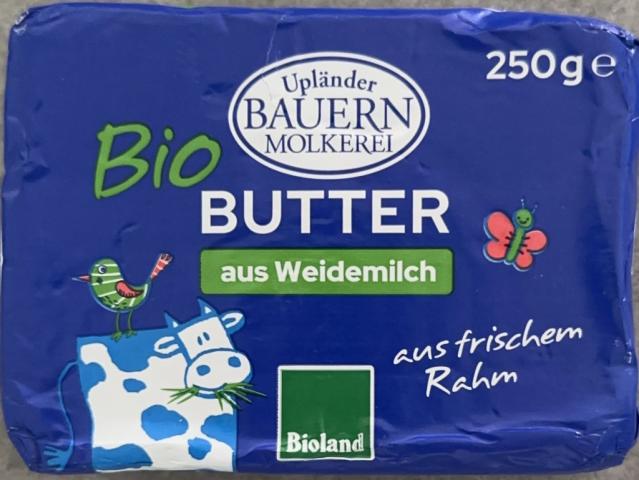 250g℮
Upländer
BAUERN
MOLKEREI
Bio
BUTTER
aus Weidemilch
aus frischem
Rahm
Bioland